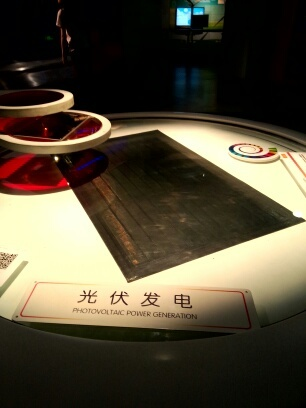 光伏发电
PHOTOVOLTAIC POWER GENERATION